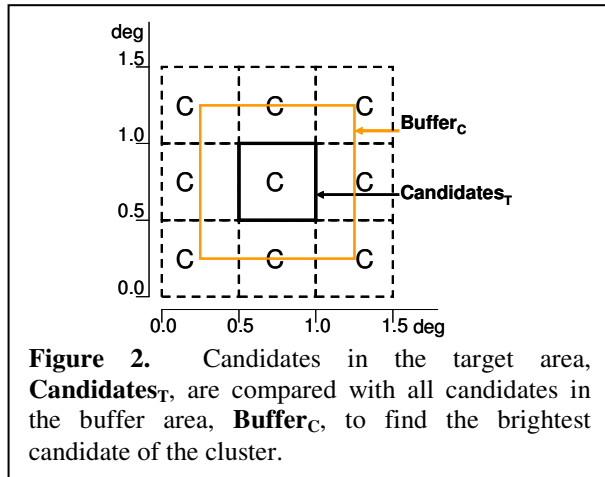 deg
1.5
C C C
Buffer_C
1.0
C C C
Candidates_T
0.5
C C C
0.0
0.0 0.5 1.0 1.5 deg
Figure 2. Candidates in the target area,
Candidates_T, are compared with all candidates in
the buffer area, Buffer_C, to find the brightest
candidate of the cluster.